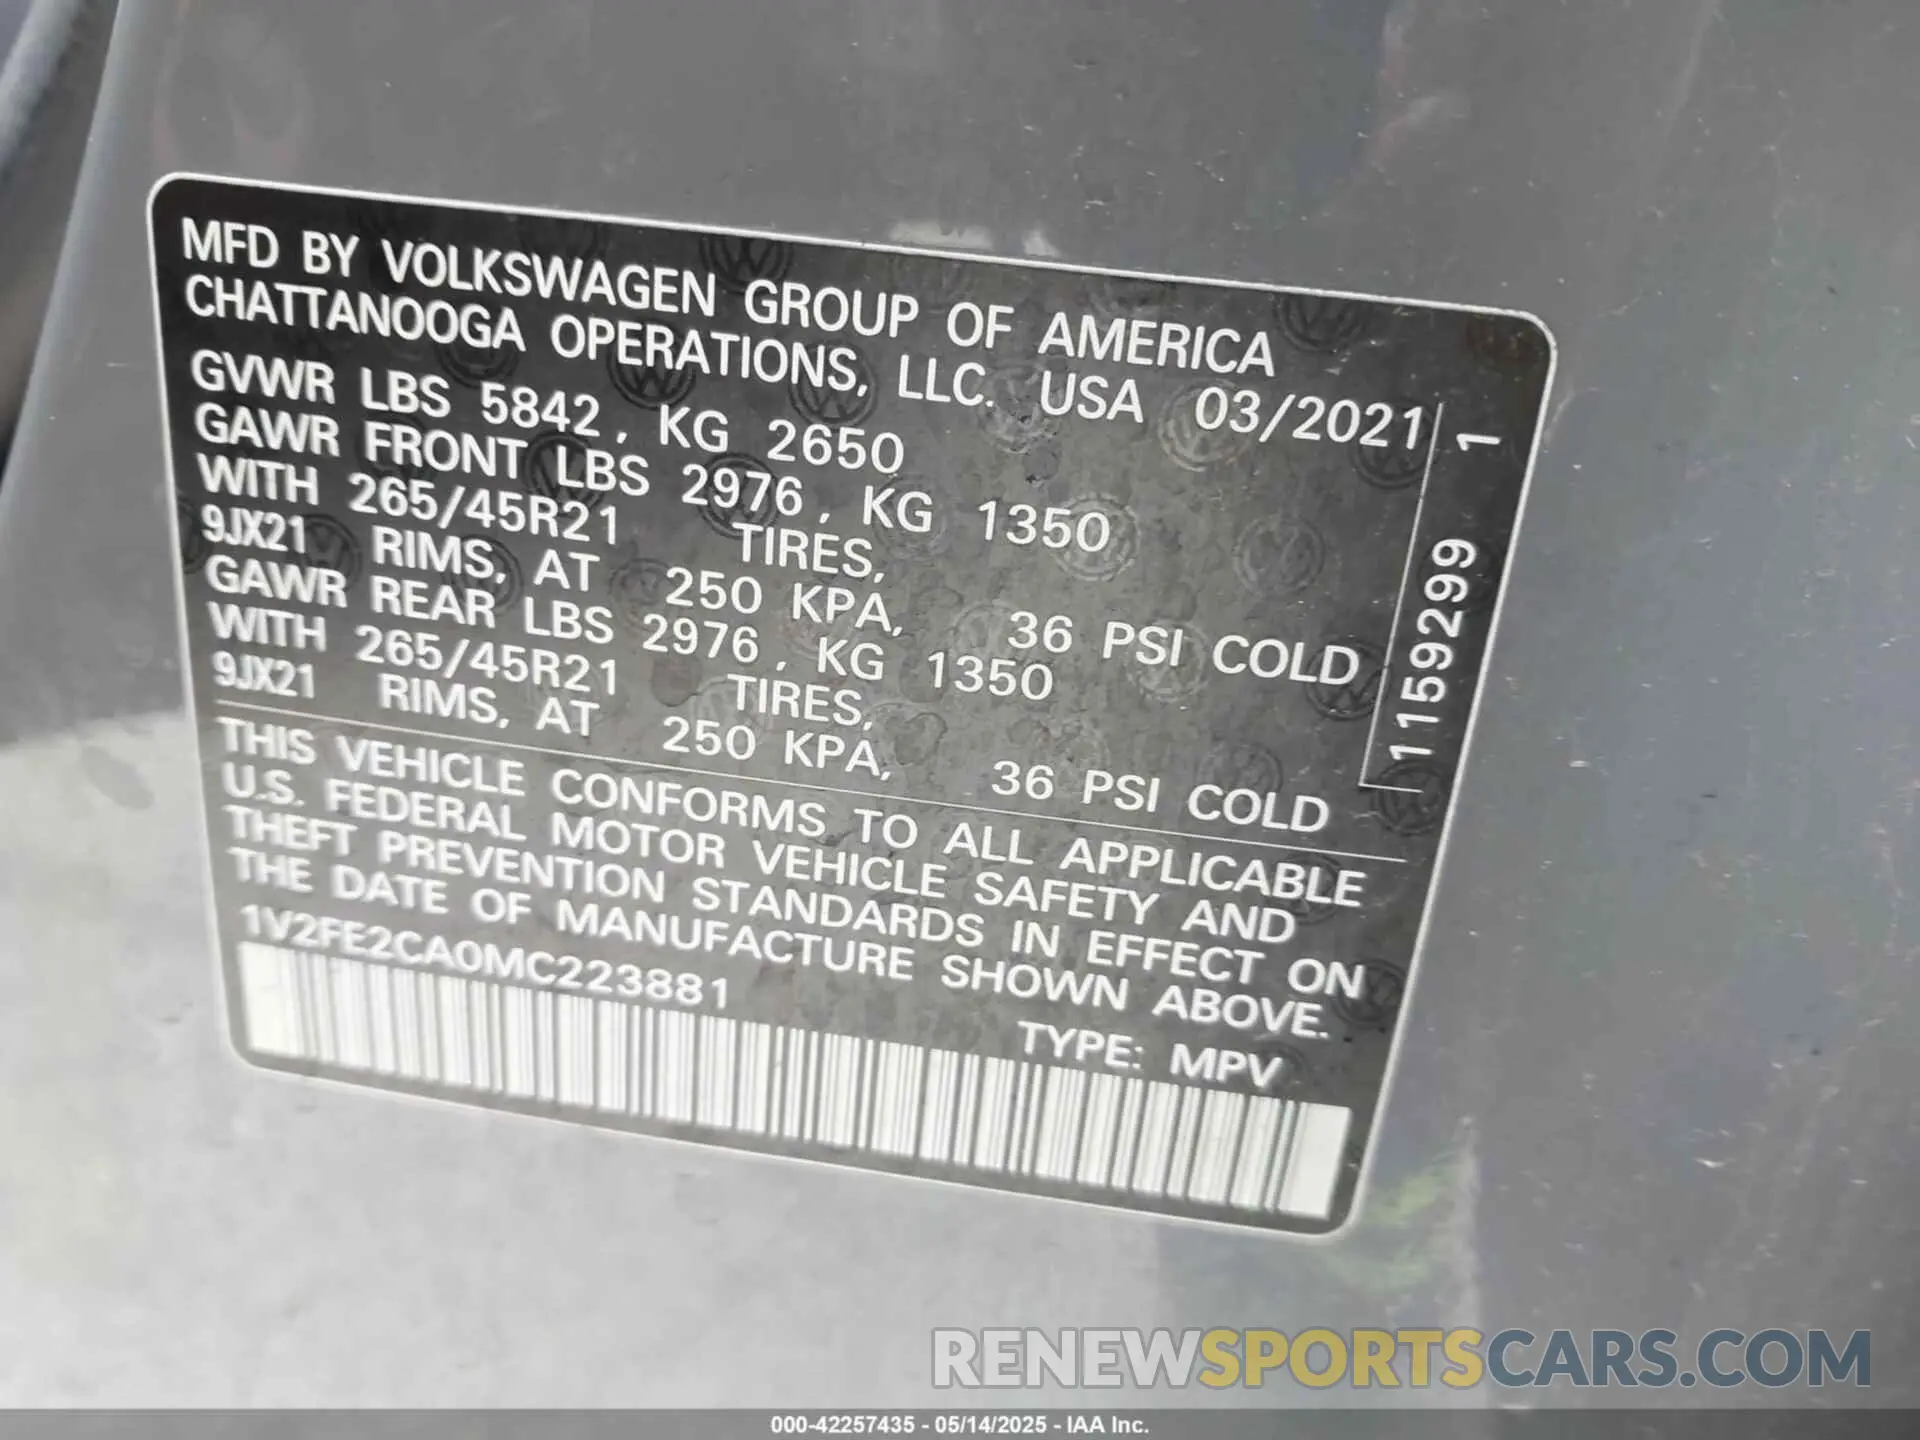 MFD BY VOLKSWAGEN GROUP OF AMERICA
CHATTANOOGA OPERATIONS, LLC. USA 03/2021
GVWR LBS 5842, KG 2650
GAWR FRONT LBS 2976, KG 1350
WITH 265/45R21 TIRES,
9JX21 RIMS, AT 250 KPA, 36 PSI COLD
GAWR REAR LBS 2976, KG 1350
WITH 265/45R21 TIRES,
9JX21 RIMS, AT 250 KPA, 36 PSI COLD
1159299 1
THIS VEHICLE CONFORMS TO ALL APPLICABLE
U.S. FEDERAL MOTOR VEHICLE SAFETY AND
THEFT PREVENTION STANDARDS IN EFFECT ON
THE DATE OF MANUFACTURE SHOWN ABOVE.
1V2FE2CA0MC223881
TYPE: MPV
RENEWSPORTSCARS.COM
000-42257435 - 05/14/2025 - IAA Inc.